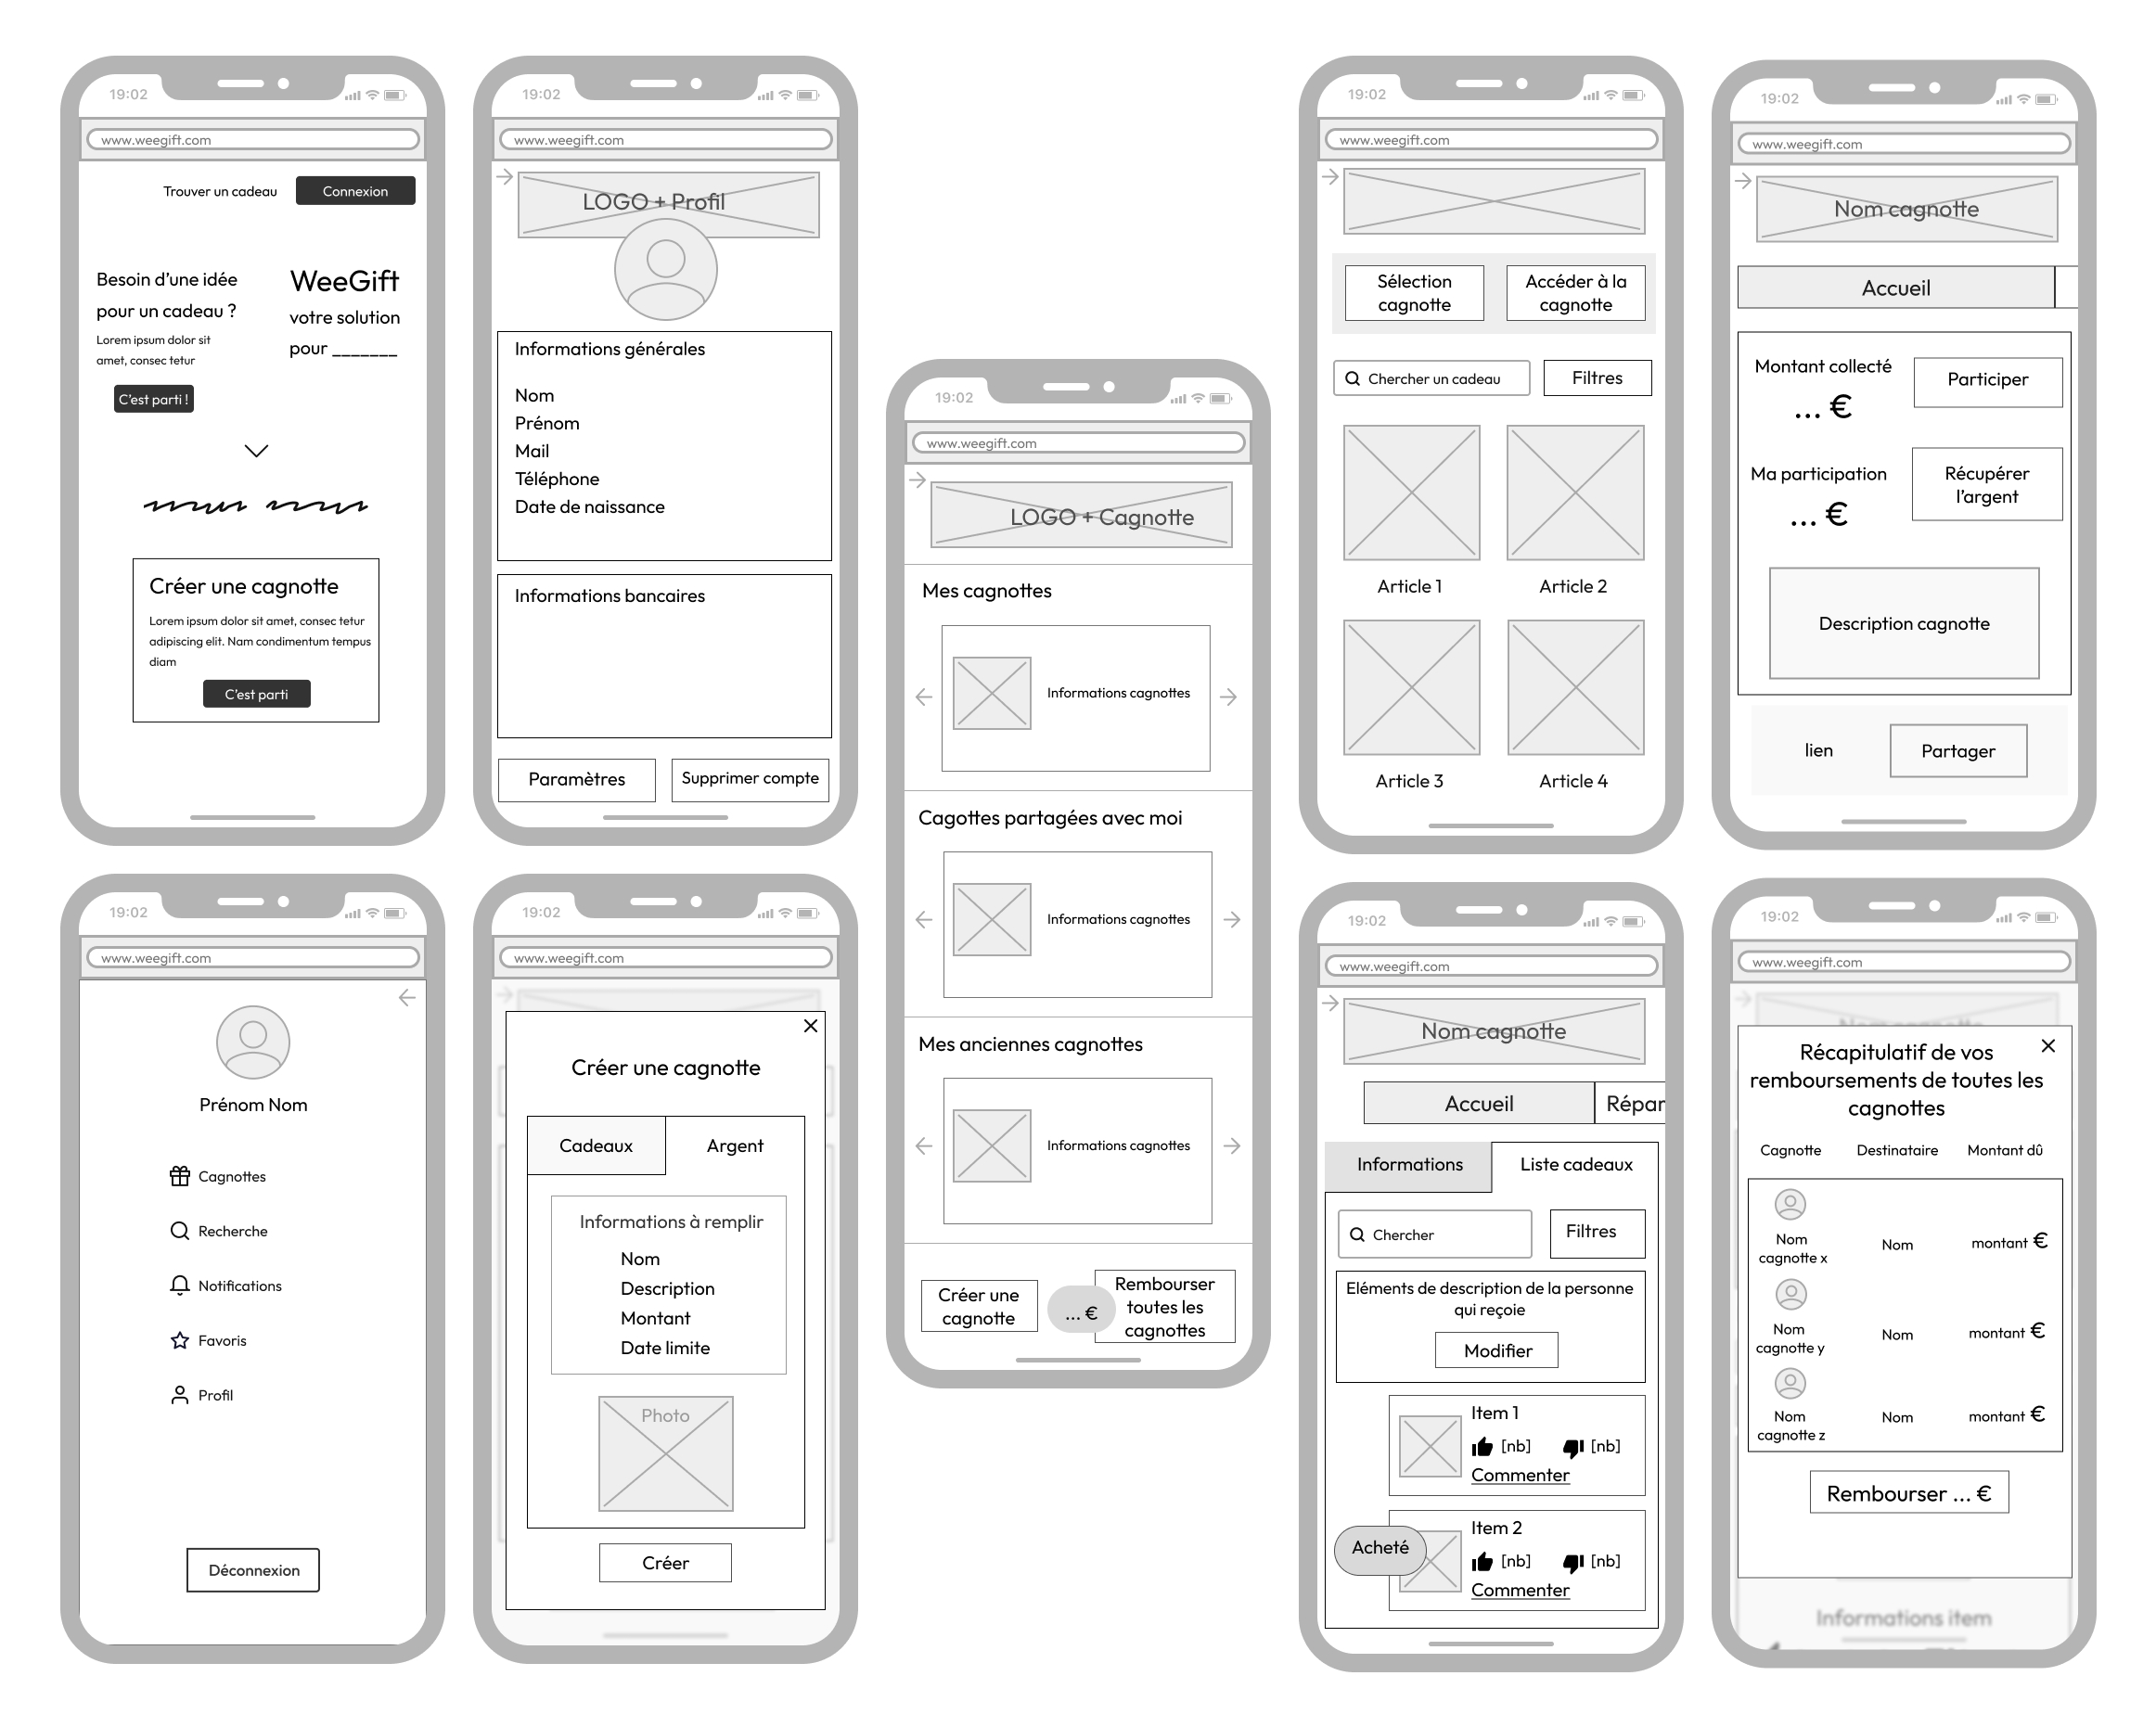 19:02
www.weegift.com
Trouver un cadeau
Connexion
Besoin d'une idée
pour un cadeau ?
Lorem ipsum dolor sit
amet, consec tetur
C'est parti !
WeeGift
votre solution
pour _______
Créer une cagnotte
Lorem ipsum dolor sit amet, consec tetur
adipiscing elit. Nam condimentum tempus
diam
C'est parti
19:02
www.weegift.com
LOGO + Profil
Informations générales
Nom
Prénom
Mail
Téléphone
Date de naissance
Informations bancaires
Paramètres
Supprimer compte
19:02
www.weegift.com
Prénom Nom
Cagnottes
Recherche
Notifications
Favoris
Profil
Déconnexion
19:02
www.weegift.com
Créer une cagnotte
Cadeaux
Argent
Informations à remplir
Nom
Description
Montant
Date limite
Photo
Créer
19:02
www.weegift.com
LOGO + Cagnotte
Mes cagnottes
Informations cagnottes
Cagottes partagées avec moi
Informations cagnottes
Mes anciennes cagnottes
Informations cagnottes
Créer une
cagnotte
... €
Rembourser
toutes les
cagnottes
19:02
www.weegift.com
Sélection
cagnotte
Accéder à la
cagnotte
Chercher un cadeau
Filtres
Article 1
Article 2
Article 3
Article 4
19:02
www.weegift.com
Nom cagnotte
Accueil
Montant collecté
... €
Participer
Ma participation
... €
Récupérer
l'argent
Description cagnotte
lien
Partager
19:02
www.weegift.com
Nom cagnotte
Accueil
Répar
Informations
Liste cadeaux
Chercher
Filtres
Eléments de description de la personne
qui reçoie
Modifier
Item 1
[nb]
[nb]
Commenter
Acheté
Item 2
[nb]
[nb]
Commenter
19:02
www.weegift.com
Nom cagnotte
Récapitulatif de vos
remboursements de toutes les
cagnottes
Cagnotte
Destinataire
Montant dû
Nom
cagnotte x
Nom
montant €
Nom
cagnotte y
Nom
montant €
Nom
cagnotte z
Nom
montant €
Rembourser ... €
Informations item